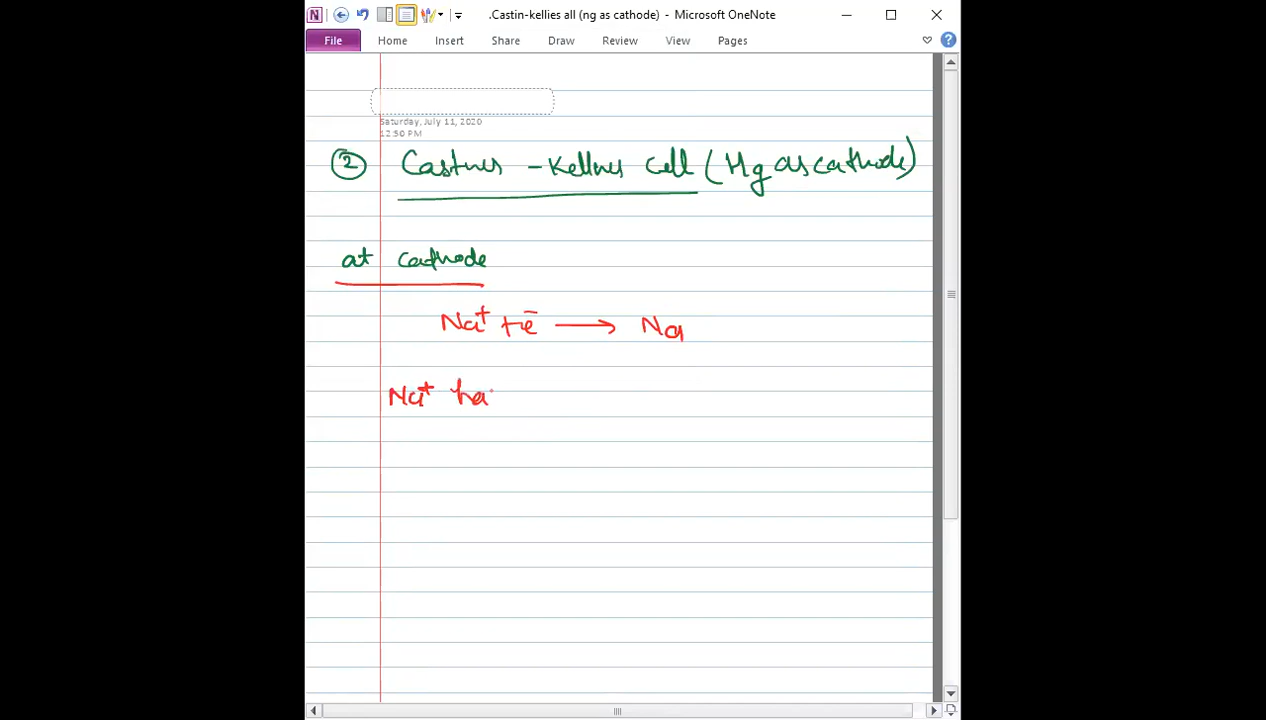 .Castin-kellies all (ng as cathode) - Microsoft OneNote
File Home Insert Share Draw Review View Pages
Saturday, July 11, 2020
12:50 PM
② Castner - Kellner cell (Hg as cathode)
at cathode
Na⁺ + e⁻ → Na
Na⁺ ha